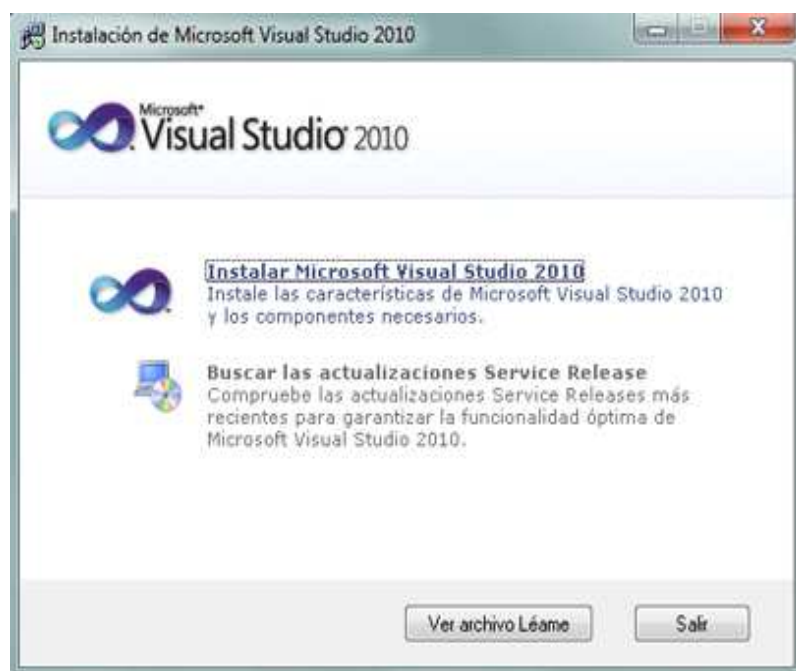 Instalación de Microsoft Visual Studio 2010
Microsoft®
Visual Studio® 2010
Instalar Microsoft Visual Studio 2010
Instale las características de Microsoft Visual Studio 2010
y los componentes necesarios.
Buscar las actualizaciones Service Release
Compruebe las actualizaciones Service Releases más
recientes para garantizar la funcionalidad óptima de
Microsoft Visual Studio 2010.
Ver archivo Léame
Salir